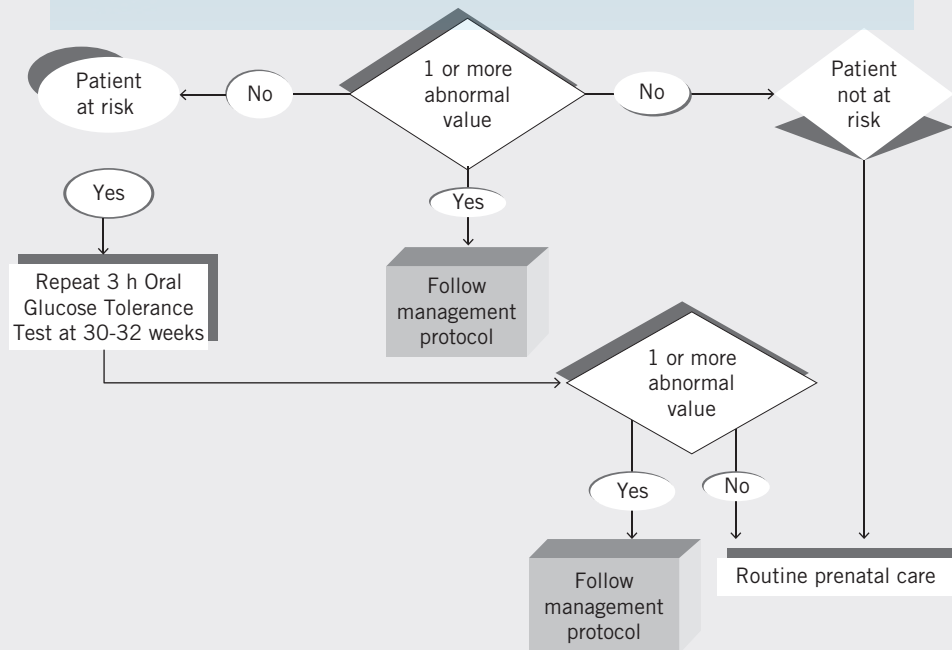 Patient
at risk
No
1 or more
abnormal
value
No
Patient
not at
risk
Yes
Yes
Repeat 3 h Oral
Glucose Tolerance
Test at 30-32 weeks
Follow
management
protocol
1 or more
abnormal
value
Yes
No
Follow
management
protocol
Routine prenatal care